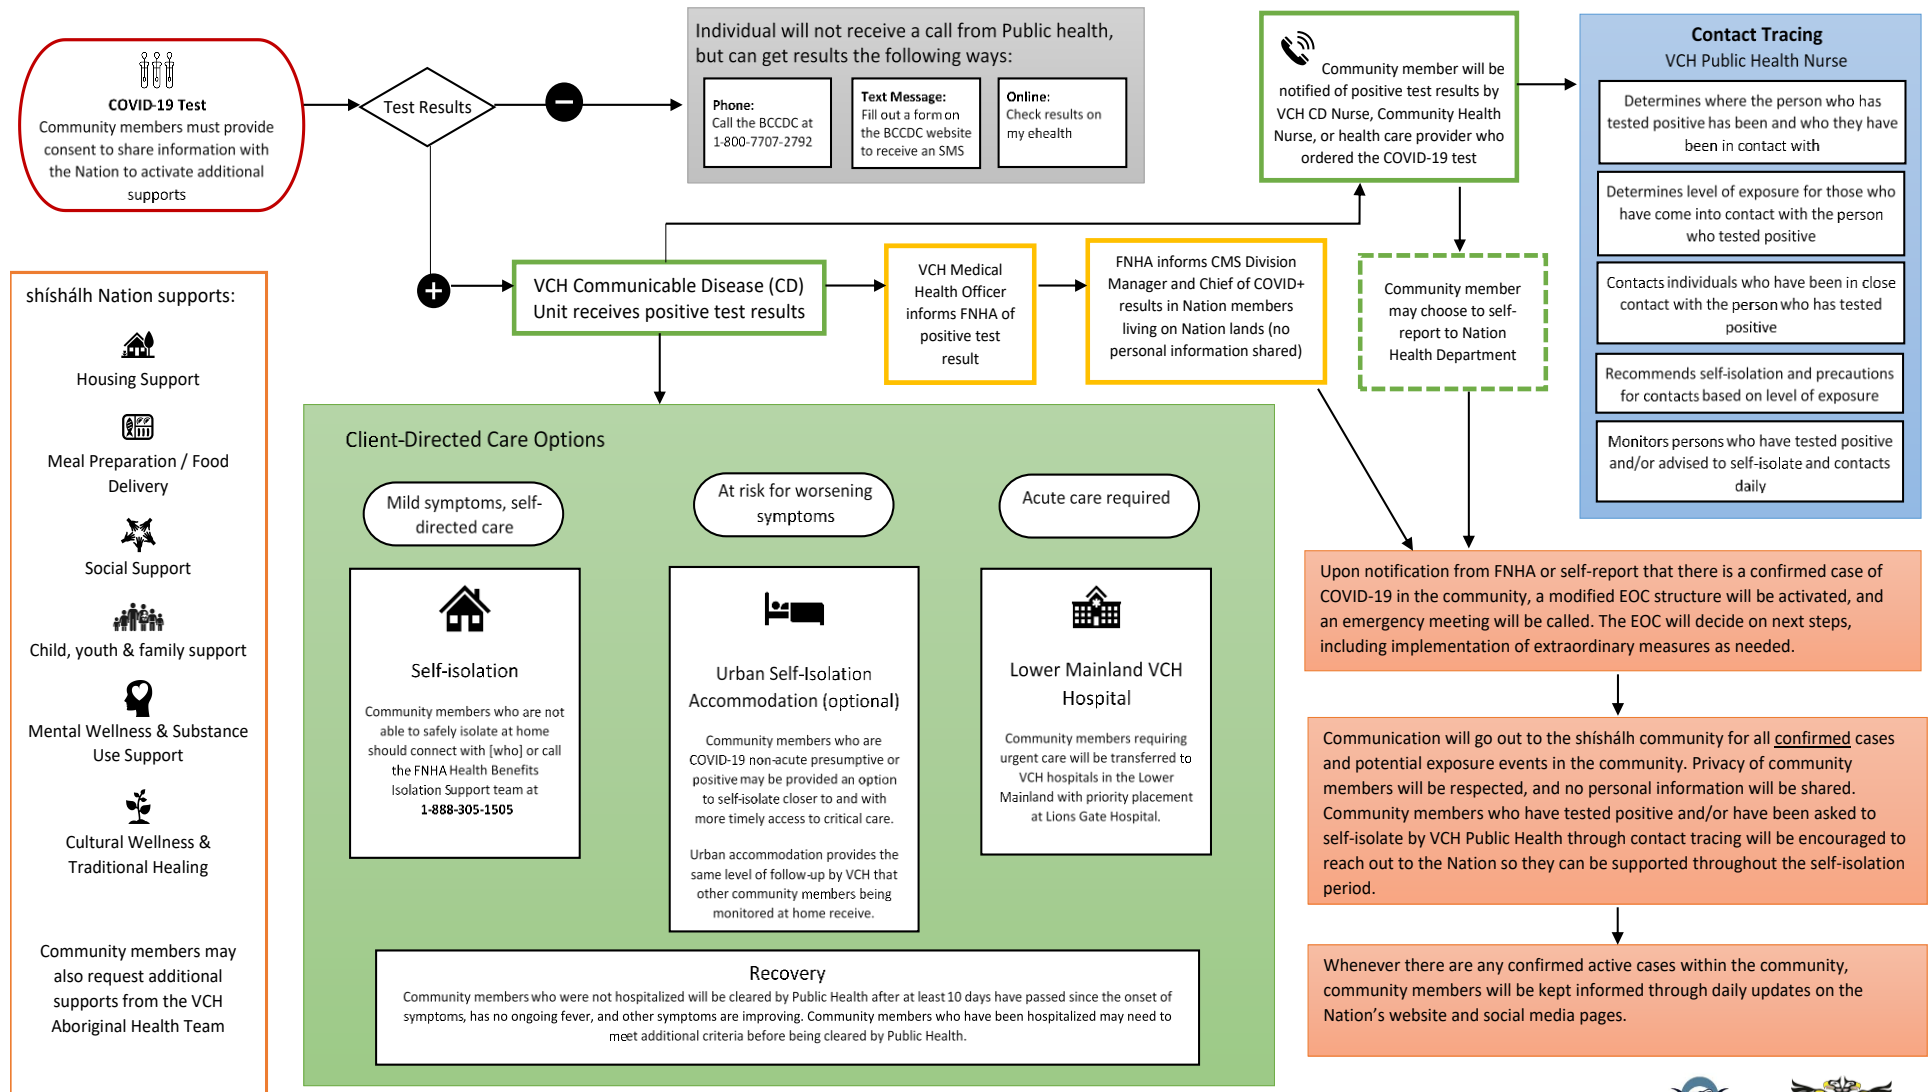 COVID-19 Test
Community members must provide
consent to share information with
the Nation to activate additional
supports
Test Results
Individual will not receive a call from Public health,
but can get results the following ways:
Phone:
Call the BCCDC at
1-800-7707-2792
Text Message:
Fill out a form on
the BCCDC website
to receive an SMS
Online:
Check results on
my ehealth
Community member will be
notified of positive test results by
VCH CD Nurse, Community Health
Nurse, or health care provider who
ordered the COVID-19 test
Contact Tracing
VCH Public Health Nurse
Determines where the person who has
tested positive has been and who they have
been in contact with
Determines level of exposure for those who
have come into contact with the person
who tested positive
Contacts individuals who have been in close
contact with the person who has tested
positive
Recommends self-isolation and precautions
for contacts based on level of exposure
Monitors persons who have tested positive
and/or advised to self-isolate and contacts
daily
VCH Communicable Disease (CD)
Unit receives positive test results
VCH Medical
Health Officer
informs FNHA of
positive test
result
FNHA informs CMS Division
Manager and Chief of COVID+
results in Nation members
living on Nation lands (no
personal information shared)
Community member
may choose to self-
report to Nation
Health Department
shíshálh Nation supports:
Housing Support
Meal Preparation / Food
Delivery
Social Support
Child, youth & family support
Mental Wellness & Substance
Use Support
Cultural Wellness &
Traditional Healing
Community members may
also request additional
supports from the VCH
Aboriginal Health Team
Client-Directed Care Options
Mild symptoms, self-
directed care
At risk for worsening
symptoms
Acute care required
Self-isolation
Community members who are not
able to safely isolate at home
should connect with [who] or call
the FNHA Health Benefits
Isolation Support team at
1-888-305-1505
Urban Self-Isolation
Accommodation (optional)
Community members who are
COVID-19 non-acute presumptive or
positive may be provided an option
to self-isolate closer to and with
more timely access to critical care.
Urban accommodation provides the
same level of follow-up by VCH that
other community members being
monitored at home receive.
Lower Mainland VCH
Hospital
Community members requiring
urgent care will be transferred to
VCH hospitals in the Lower
Mainland with priority placement
at Lions Gate Hospital.
Recovery
Community members who were not hospitalized will be cleared by Public Health after at least 10 days have passed since the onset of
symptoms, has no ongoing fever, and other symptoms are improving. Community members who have been hospitalized may need to
meet additional criteria before being cleared by Public Health.
Upon notification from FNHA or self-report that there is a confirmed case of
COVID-19 in the community, a modified EOC structure will be activated, and
an emergency meeting will be called. The EOC will decide on next steps,
including implementation of extraordinary measures as needed.
Communication will go out to the shíshálh community for all confirmed cases
and potential exposure events in the community. Privacy of community
members will be respected, and no personal information will be shared.
Community members who have tested positive and/or have been asked to
self-isolate by VCH Public Health through contact tracing will be encouraged to
reach out to the Nation so they can be supported throughout the self-isolation
period.
Whenever there are any confirmed active cases within the community,
community members will be kept informed through daily updates on the
Nation's website and social media pages.